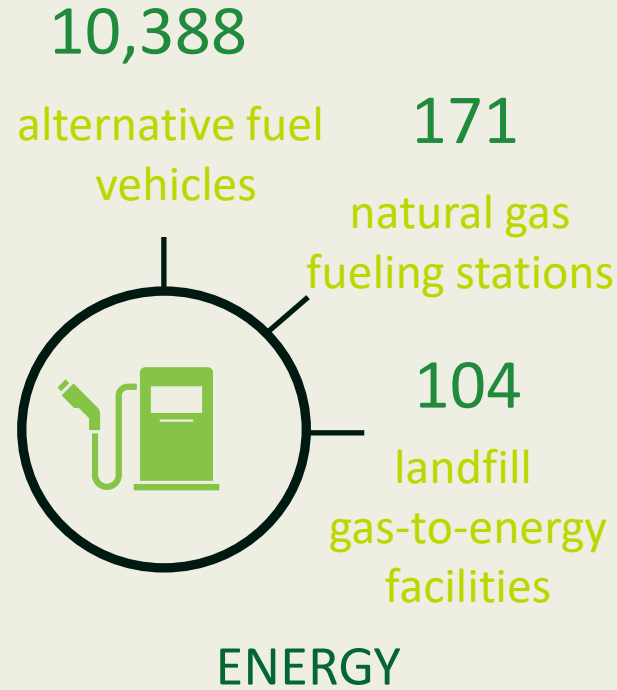 10,388
alternative fuel
vehicles
171
natural gas
fueling stations
104
landfill
gas-to-energy
facilities
ENERGY